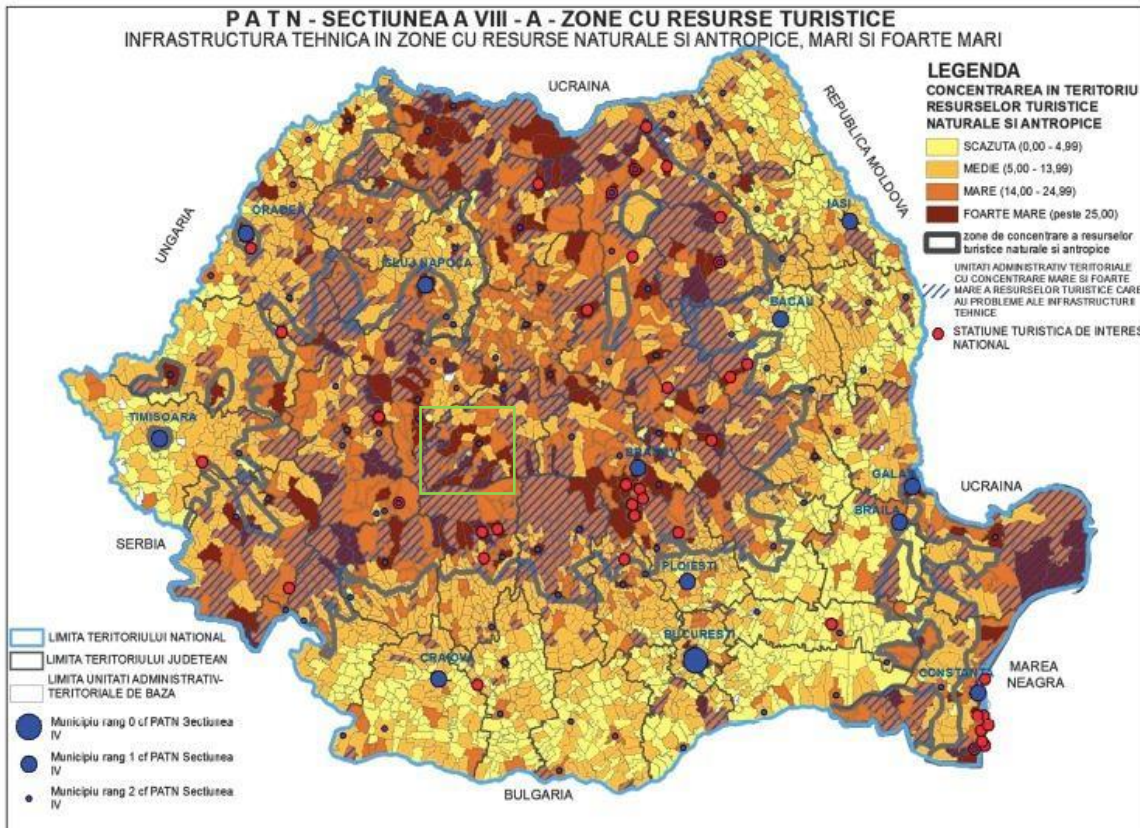 P A T N - SECTIUNEA A VIII - A - ZONE CU RESURSE TURISTICE
INFRASTRUCTURA TEHNICA IN ZONE CU RESURSE NATURALE SI ANTROPICE, MARI SI FOARTE MARI
UCRAINA
REPUBLICA MOLDOVA
UNGARIA
LEGENDA
CONCENTRAREA IN TERITORIU
RESURSELOR TURISTICE
NATURALE SI ANTROPICE
SCAZUTA (0,00 - 4,99)
MEDIE (5,00 - 13,99)
MARE (14,00 - 24,99)
FOARTE MARE (peste 25,00)
zone de concentrare a resurselor
turistice naturale si antropice
UNITATI ADMINISTRATIV TERITORIALE
CU CONCENTRARE MARE SI FOARTE
MARE A RESURSELOR TURISTICE CARE
AU PROBLEME ALE INFRASTRUCTURII
TEHNICE
STATIUNE TURISTICA DE INTERES
NATIONAL
ORADEA
IASI
CLUJ NAPOCA
BACAU
TIMISOARA
BRASOV
GALATI
UCRAINA
BRAILA
SERBIA
PLOIESTI
BUCURESTI
CRAIOVA
CONSTANTA
MAREA
NEAGRA
BULGARIA
LIMITA TERITORIULUI NATIONAL
LIMITA TERITORIULUI JUDETEAN
LIMITA UNITATI ADMINISTRATIV-
TERITORIALE DE BAZA
Municipiu rang 0 cf PATN Sectiunea
IV
Municipiu rang 1 cf PATN Sectiunea
IV
Municipiu rang 2 cf PATN Sectiunea
IV